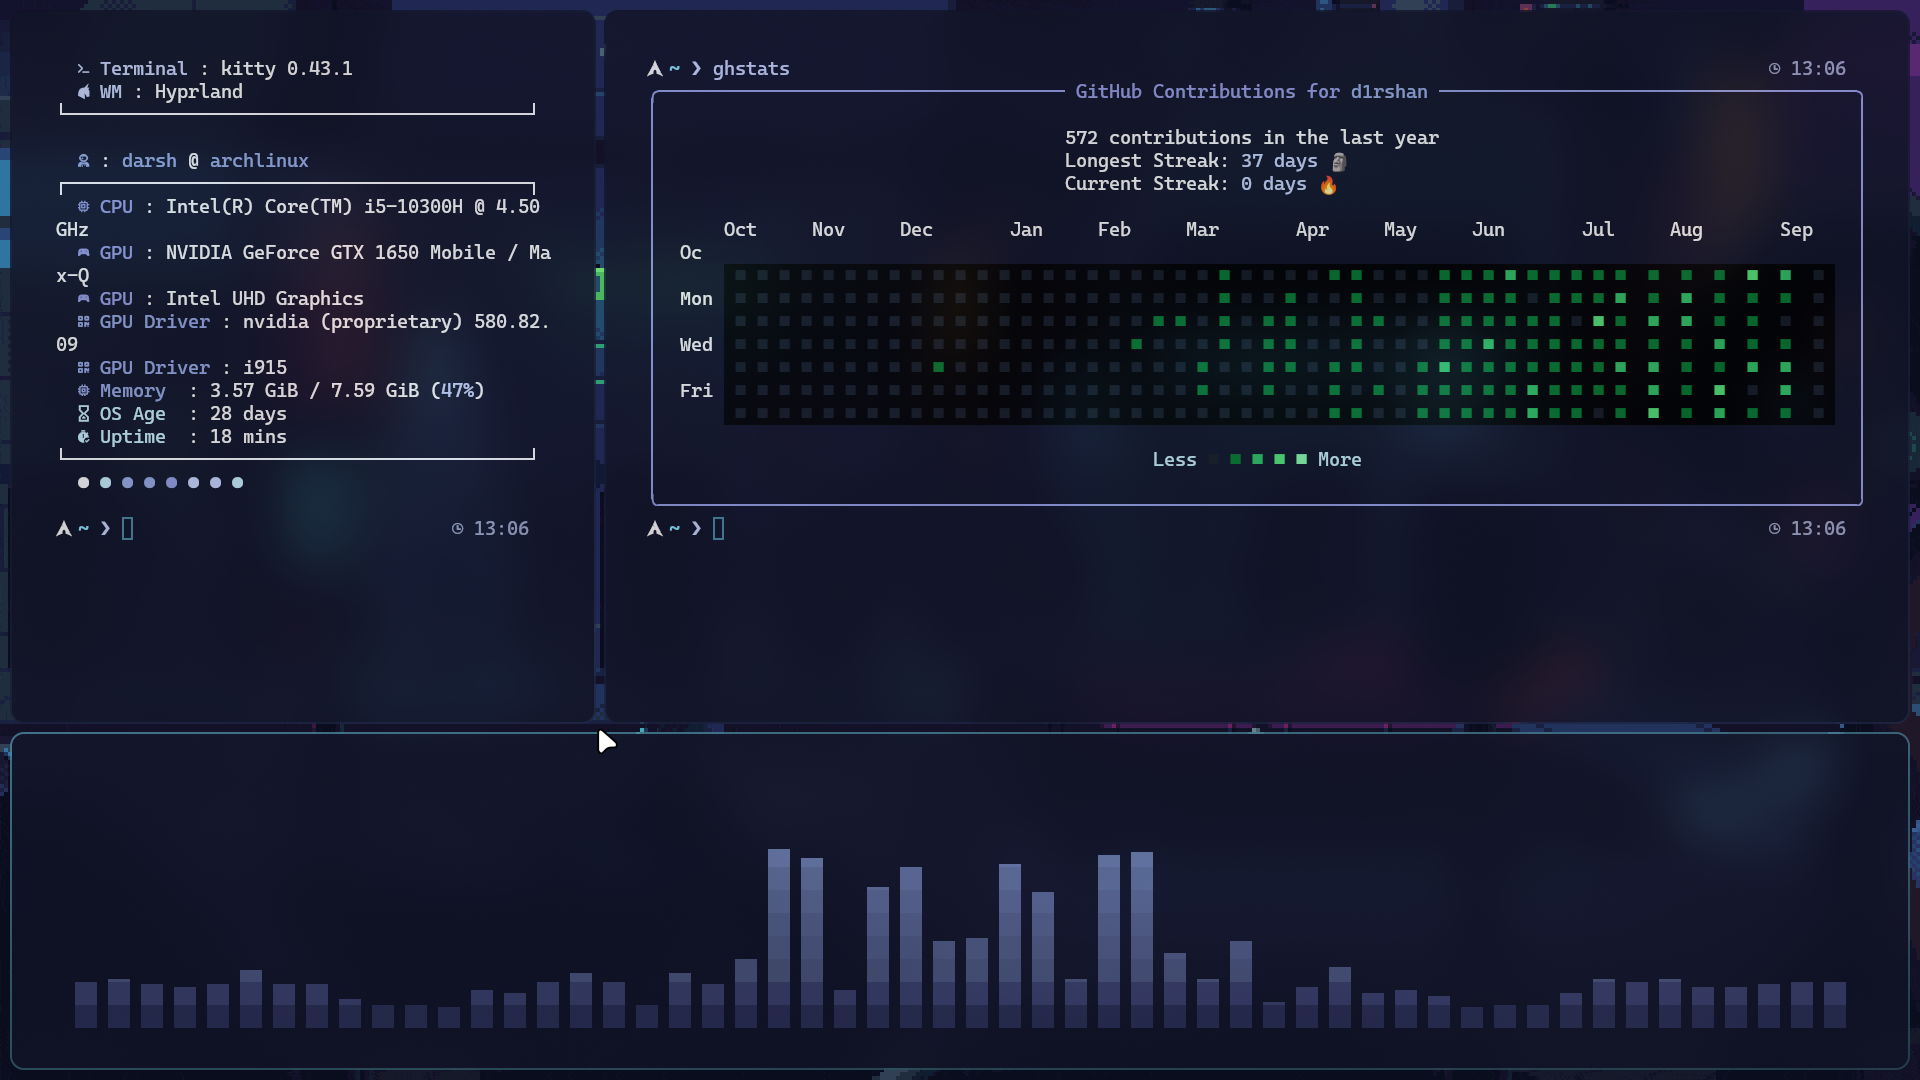 Terminal : kitty 0.43.1
WM : Hyprland
: darsh @ archlinux
CPU : Intel(R) Core(TM) i5-10300H @ 4.50
GHz
GPU : NVIDIA GeForce GTX 1650 Mobile / Ma
x-Q
GPU : Intel UHD Graphics
GPU Driver : nvidia (proprietary) 580.82.
09
GPU Driver : i915
Memory : 3.57 GiB / 7.59 GiB (47%)
OS Age : 28 days
Uptime : 18 mins
~ ❯ 13:06
~ ❯ ghstats 13:06
GitHub Contributions for d1rshan
572 contributions in the last year
Longest Streak: 37 days 🗿
Current Streak: 0 days 🔥
Oct Nov Dec Jan Feb Mar Apr May Jun Jul Aug Sep
Oc
Mon
Wed
Fri
Less More
~ ❯ 13:06